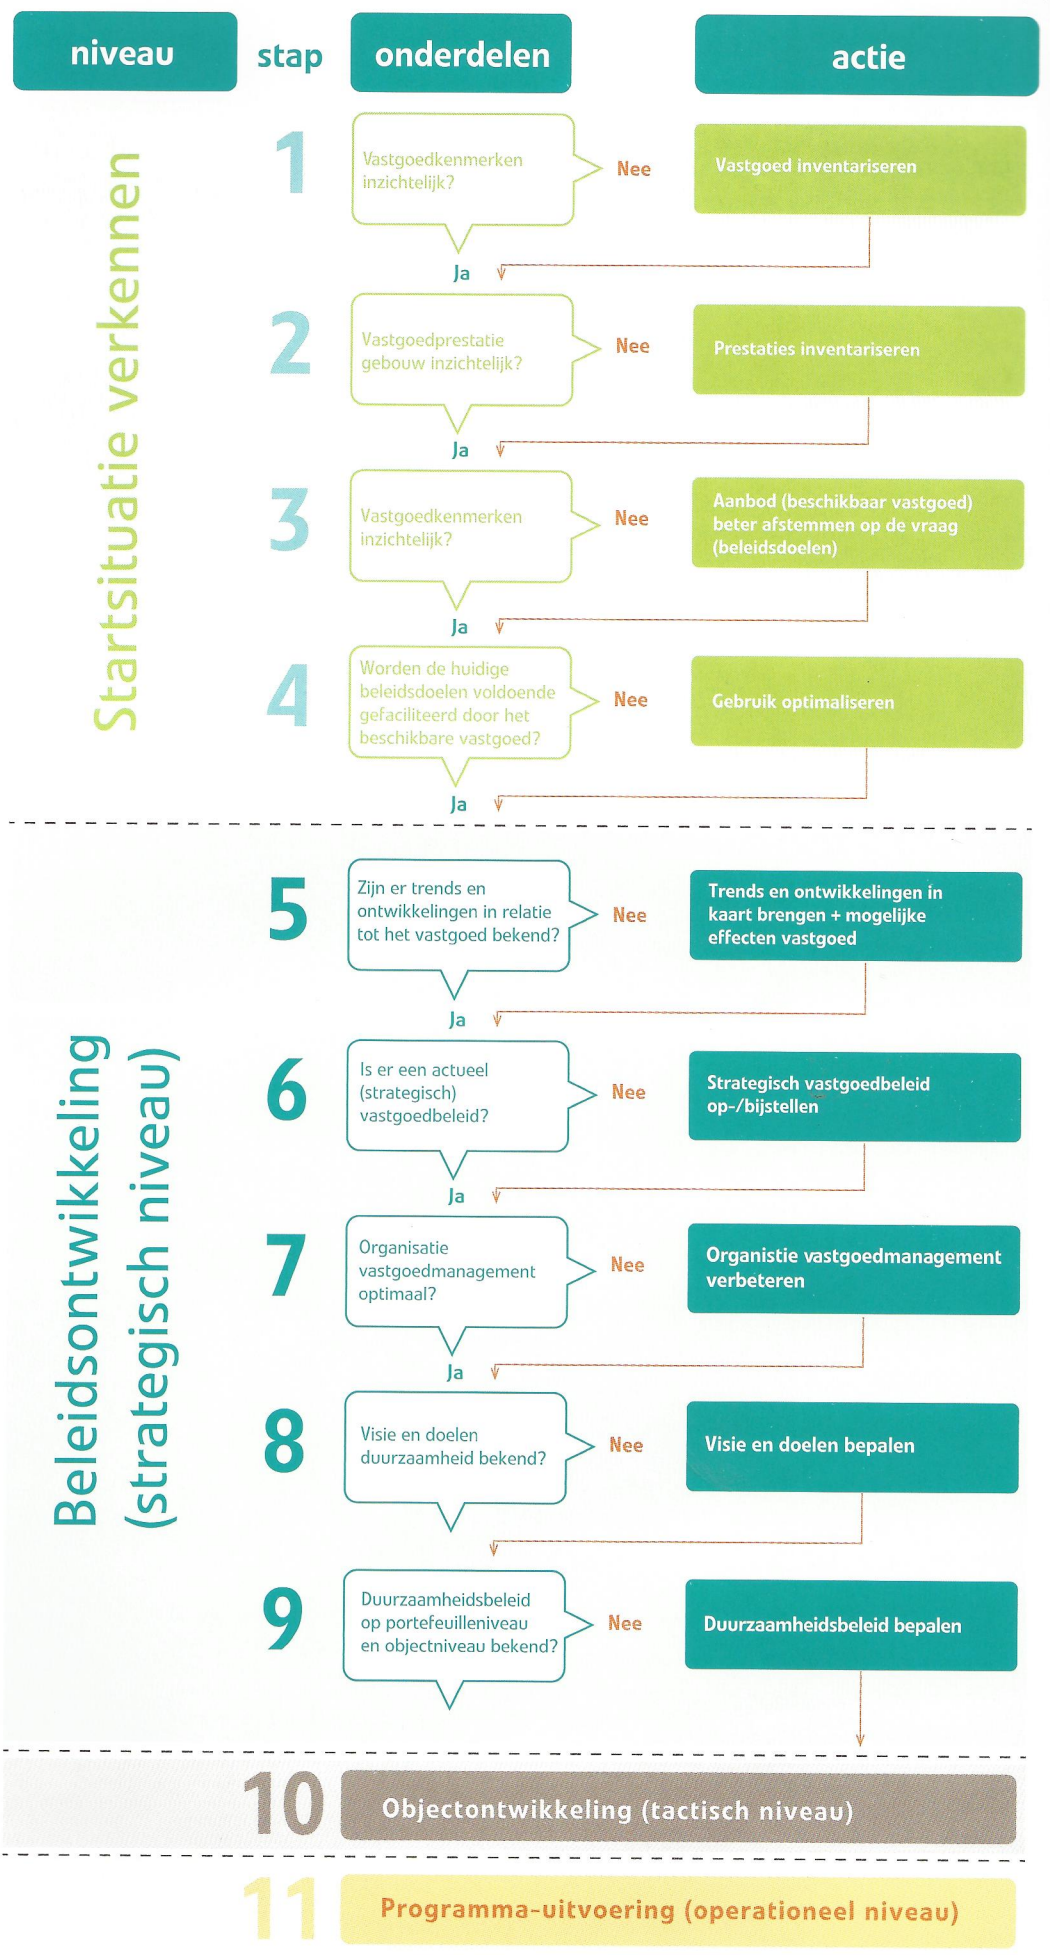 niveau
stap
onderdelen
actie
Startsituatie verkennen
1
Vastgoedkenmerken
inzichtelijk?
Nee
Vastgoed inventariseren
Ja
2
Vastgoedprestatie
gebouw inzichtelijk?
Nee
Prestaties inventariseren
Ja
3
Vastgoedkenmerken
inzichtelijk?
Nee
Aanbod (beschikbaar vastgoed)
beter afstemmen op de vraag
(beleidsdoelen)
Ja
4
Worden de huidige
beleidsdoelen voldoende
gefaciliteerd door het
beschikbare vastgoed?
Nee
Gebruik optimaliseren
Ja
Beleidsontwikkeling
(strategisch niveau)
5
Zijn er trends en
ontwikkelingen in relatie
tot het vastgoed bekend?
Nee
Trends en ontwikkelingen in
kaart brengen + mogelijke
effecten vastgoed
Ja
6
Is er een actueel
(strategisch)
vastgoedbeleid?
Nee
Strategisch vastgoedbeleid
op-/bijstellen
Ja
7
Organisatie
vastgoedmanagement
optimaal?
Nee
Organistie vastgoedmanagement
verbeteren
Ja
8
Visie en doelen
duurzaamheid bekend?
Nee
Visie en doelen bepalen
9
Duurzaamheidsbeleid
op portefeuilleniveau
en objectniveau bekend?
Nee
Duurzaamheidsbeleid bepalen
10
Objectontwikkeling (tactisch niveau)
11
Programma-uitvoering (operationeel niveau)